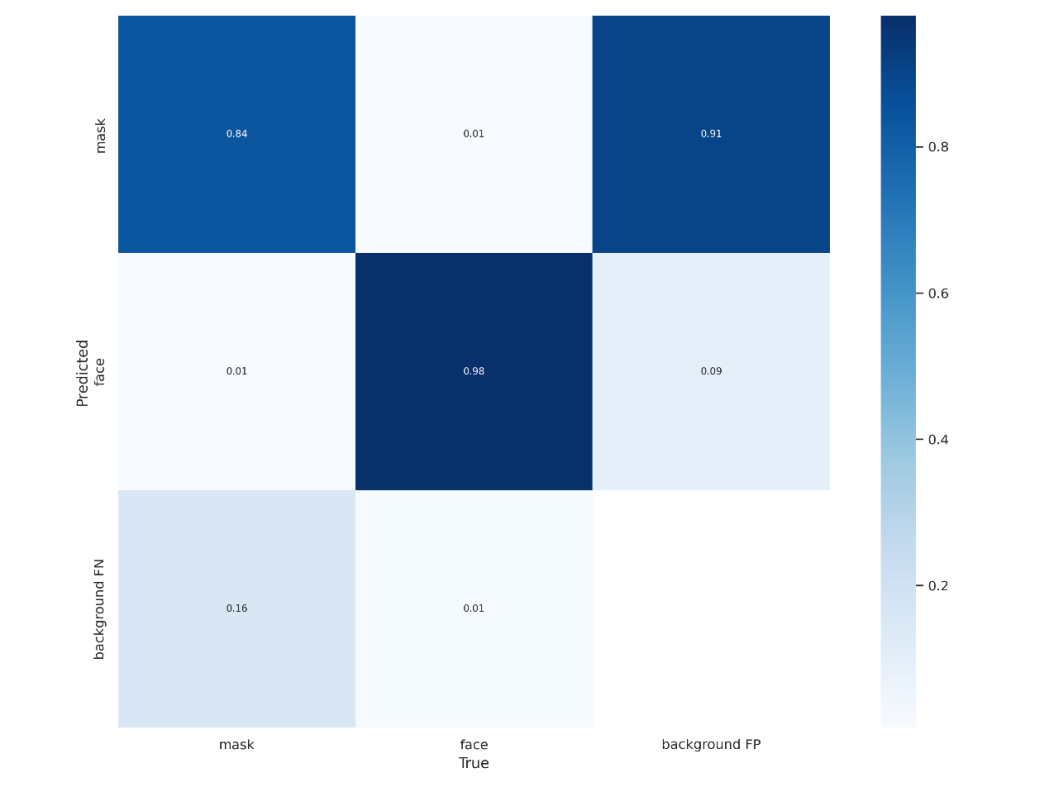 mask
0.84
0.01
0.91
0.8
0.6
Predicted
face
0.01
0.98
0.09
0.4
background FN
0.16
0.01
0.2
mask
face
background FP
True